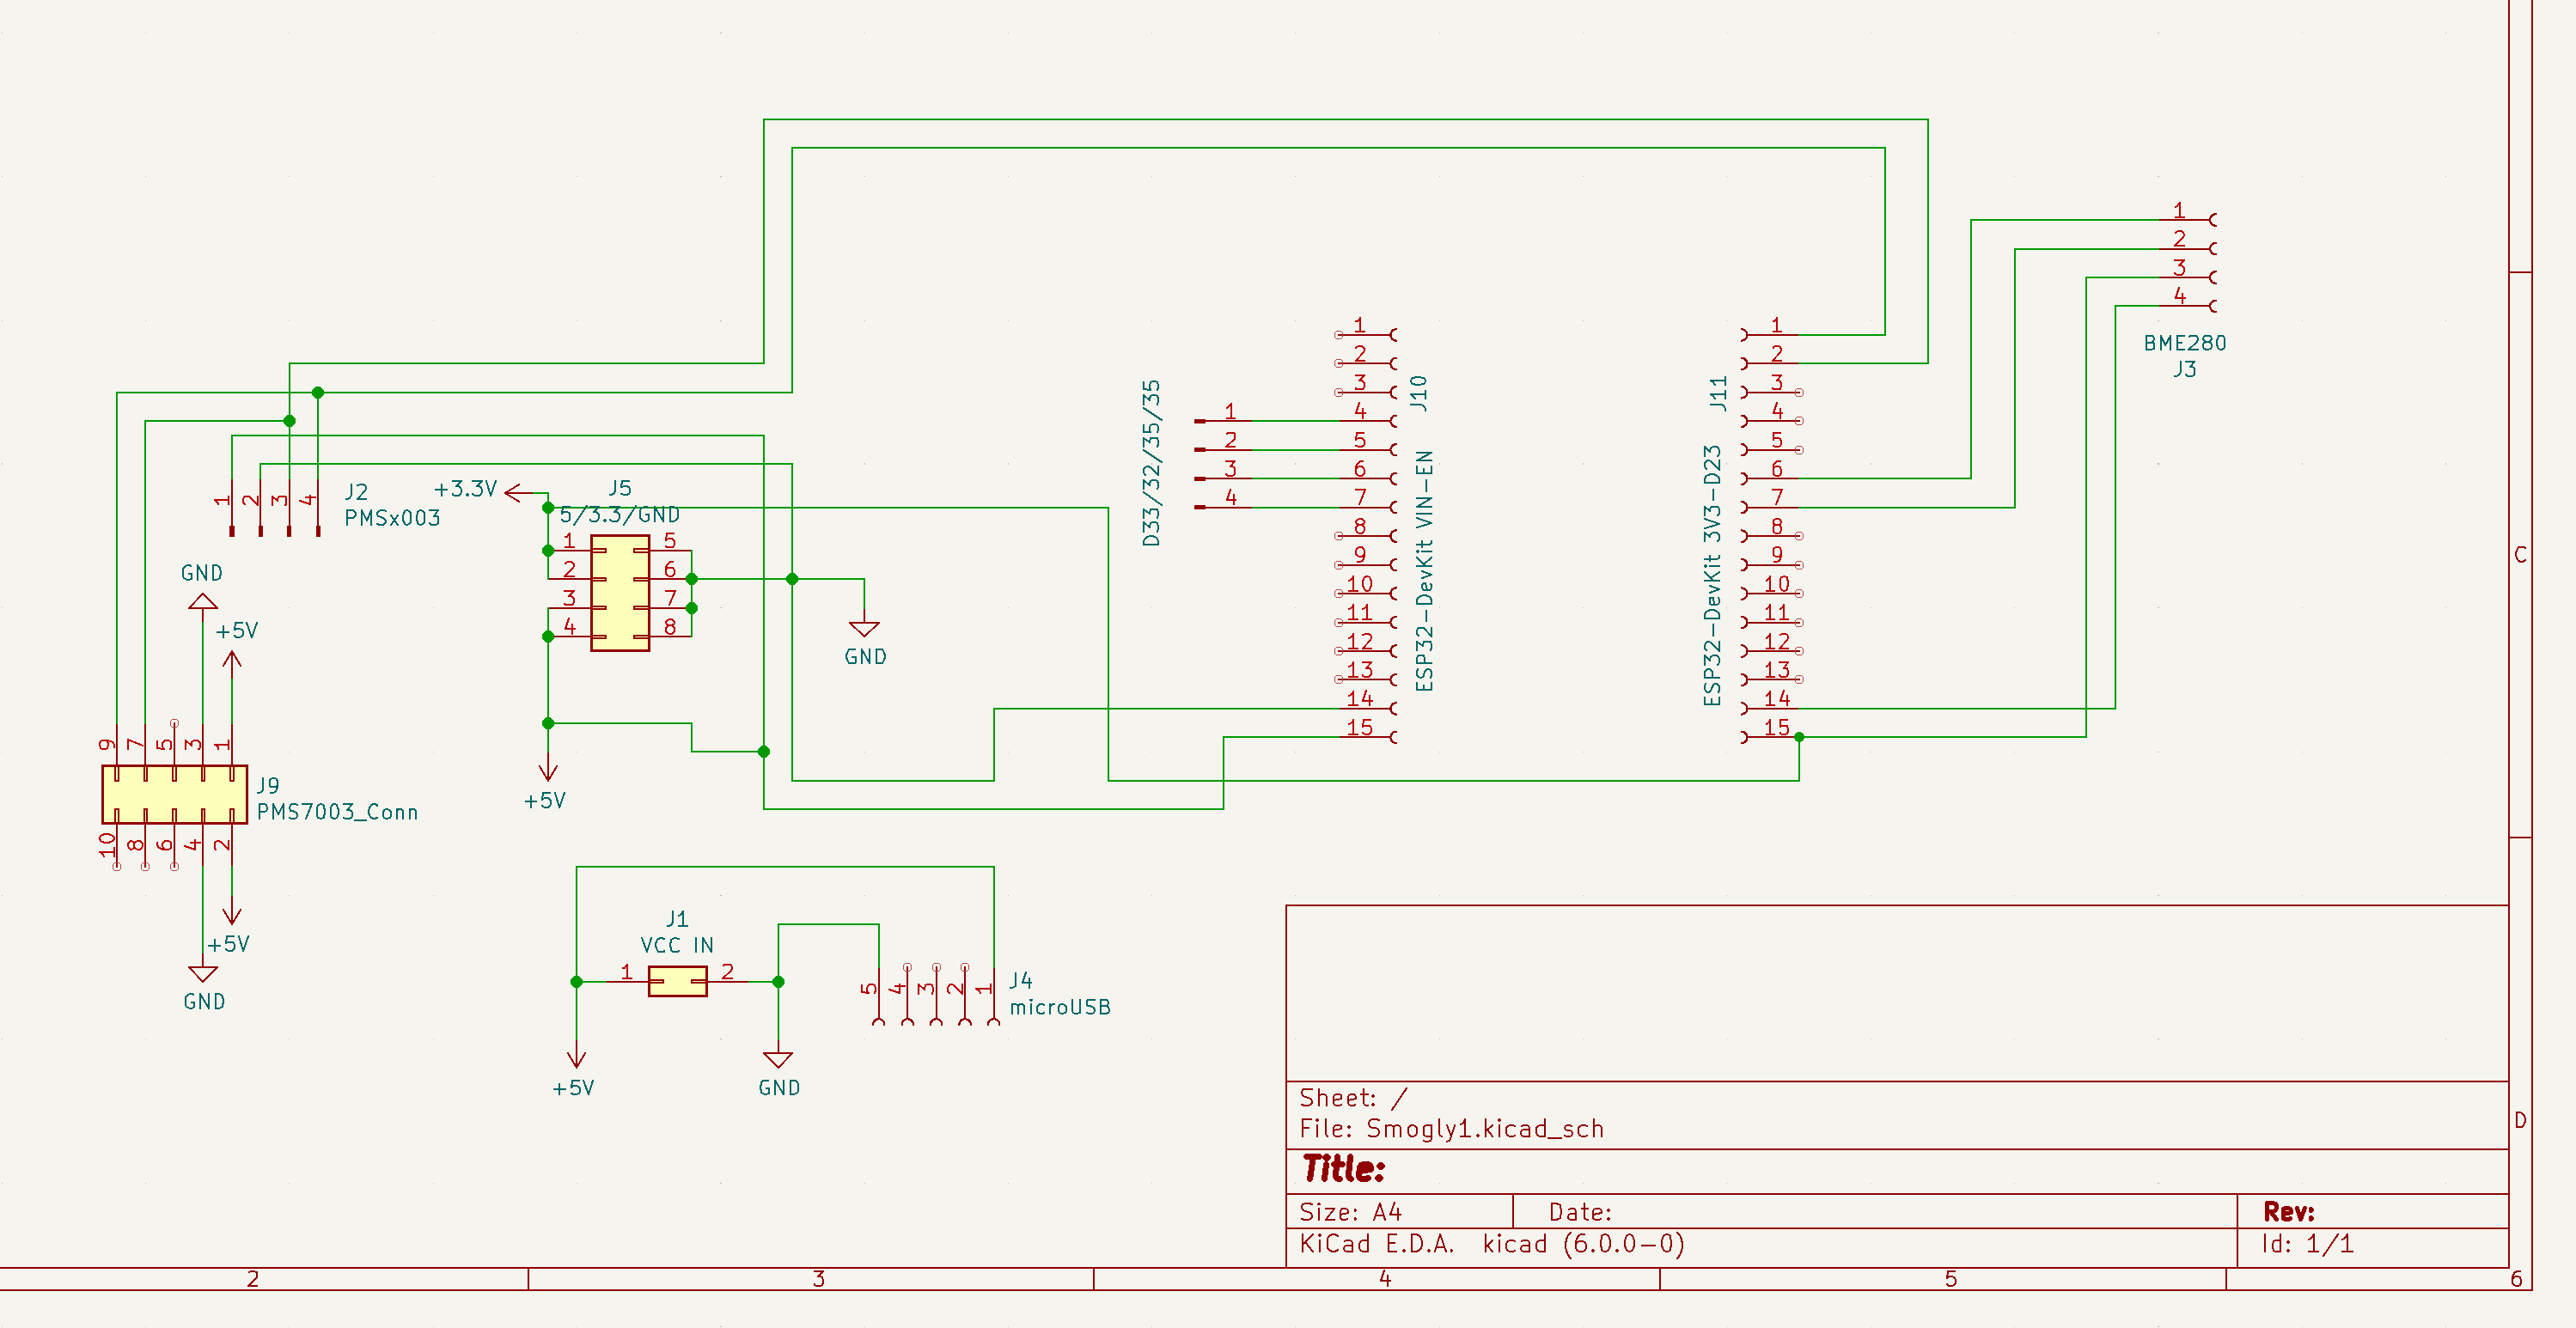 1
2
3
4
BME280
J3
1
2
3
4
5
6
7
8
9
10
11
12
13
14
15
J10
ESP32-DevKit VIN-EN
1
2
3
4
5
6
7
8
9
10
11
12
13
14
15
J11
ESP32-DevKit 3V3-D23
D33/32/35/35
1
2
3
4
1
2
3
4
J2
PMSx003
+3.3V
J5
5/3.3/GND
1
2
3
4
5
6
7
8
GND
+5V
GND
+5V
9
7
5
3
1
J9
PMS7003_Conn
10
8
6
4
2
+5V
GND
J1
VCC IN
1
2
+5V
GND
5
4
3
2
1
J4
microUSB
C
D
Sheet: /
File: Smogly1.kicad_sch
Title:
Size: A4
Date:
Rev:
KiCad E.D.A. kicad (6.0.0-0)
Id: 1/1
2
3
4
5
6